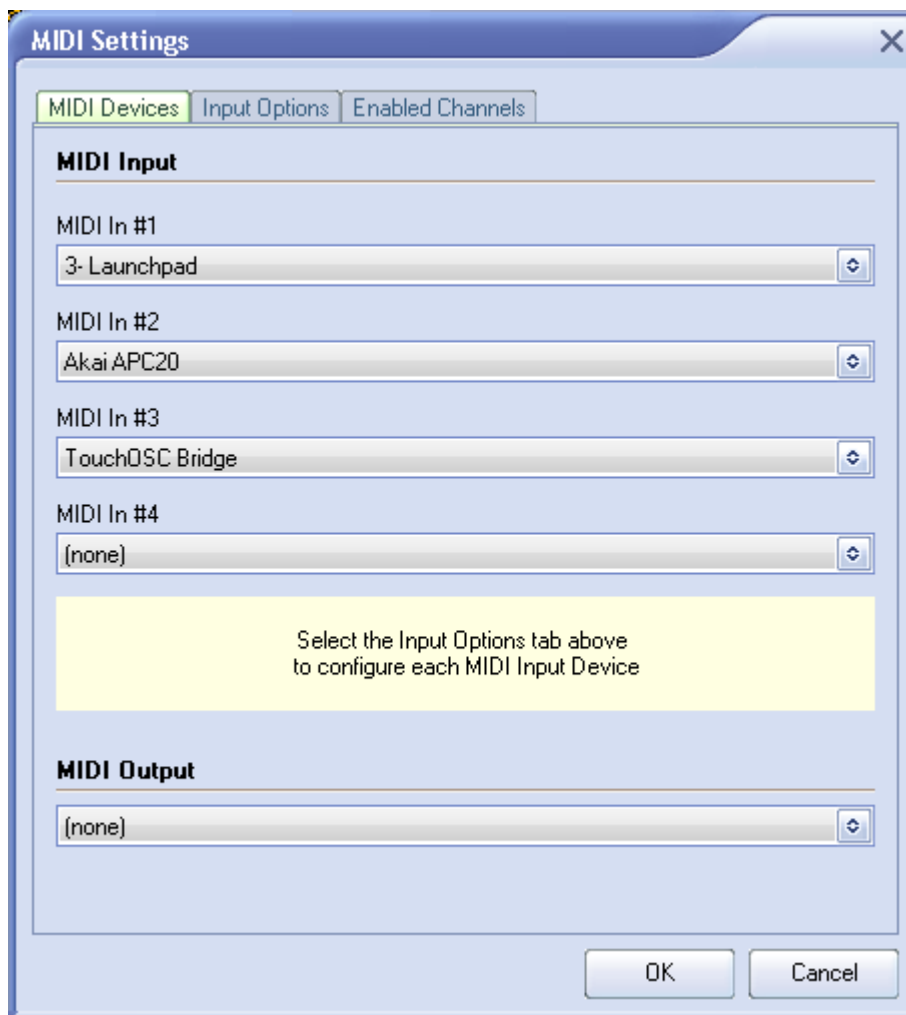 MIDI Settings
MIDI Devices Input Options Enabled Channels
MIDI Input
MIDI In #1
3- Launchpad
MIDI In #2
Akai APC20
MIDI In #3
TouchOSC Bridge
MIDI In #4
(none)
Select the Input Options tab above
to configure each MIDI Input Device
MIDI Output
(none)
OK Cancel